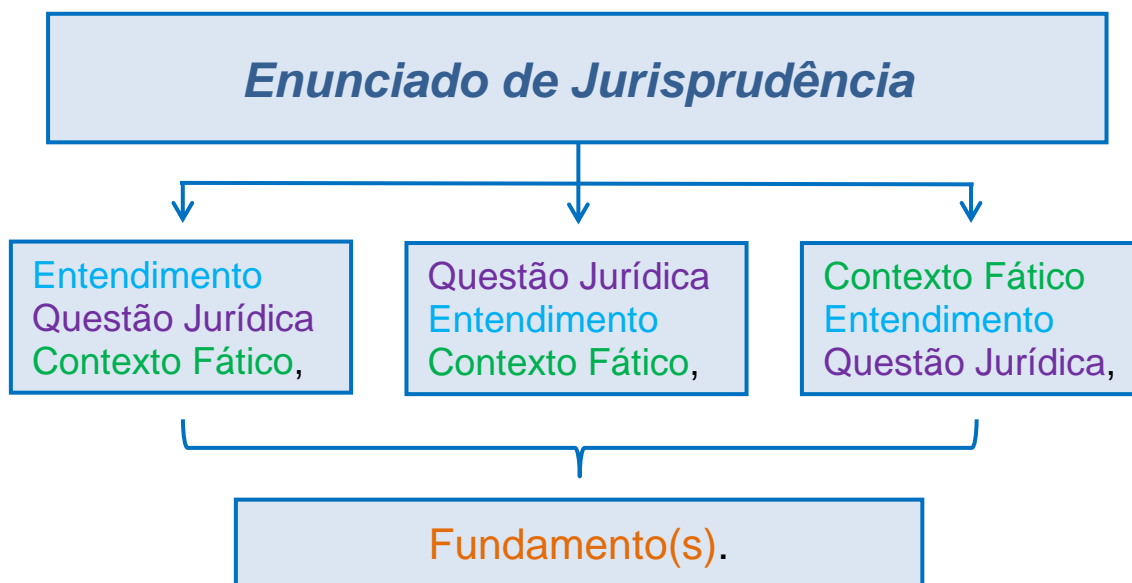 Enunciado de Jurisprudência
Entendimento
Questão Jurídica
Contexto Fático,
Questão Jurídica
Entendimento
Contexto Fático,
Contexto Fático
Entendimento
Questão Jurídica,
Fundamento(s).